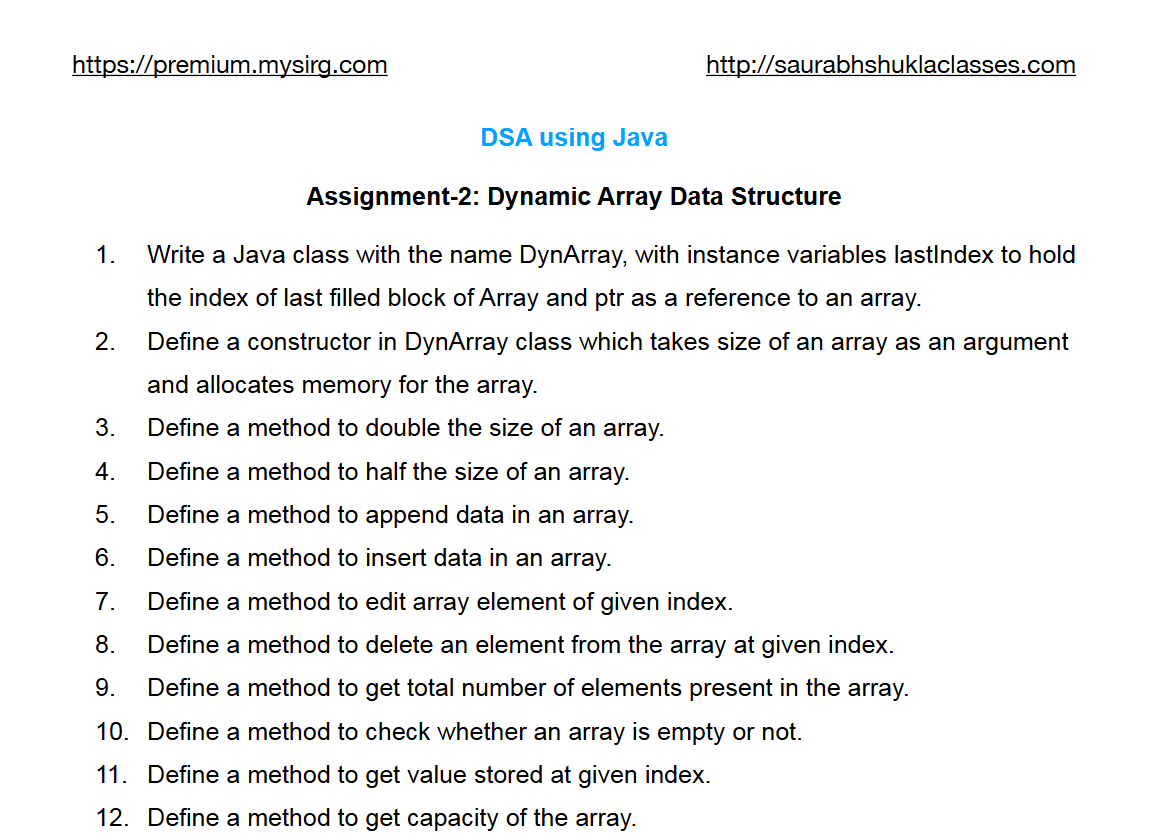 https://premium.mysirg.com http://saurabhshuklaclasses.com
DSA using Java
Assignment-2: Dynamic Array Data Structure
1. Write a Java class with the name DynArray, with instance variables lastIndex to hold
the index of last filled block of Array and ptr as a reference to an array.
2. Define a constructor in DynArray class which takes size of an array as an argument
and allocates memory for the array.
3. Define a method to double the size of an array.
4. Define a method to half the size of an array.
5. Define a method to append data in an array.
6. Define a method to insert data in an array.
7. Define a method to edit array element of given index.
8. Define a method to delete an element from the array at given index.
9. Define a method to get total number of elements present in the array.
10. Define a method to check whether an array is empty or not.
11. Define a method to get value stored at given index.
12. Define a method to get capacity of the array.